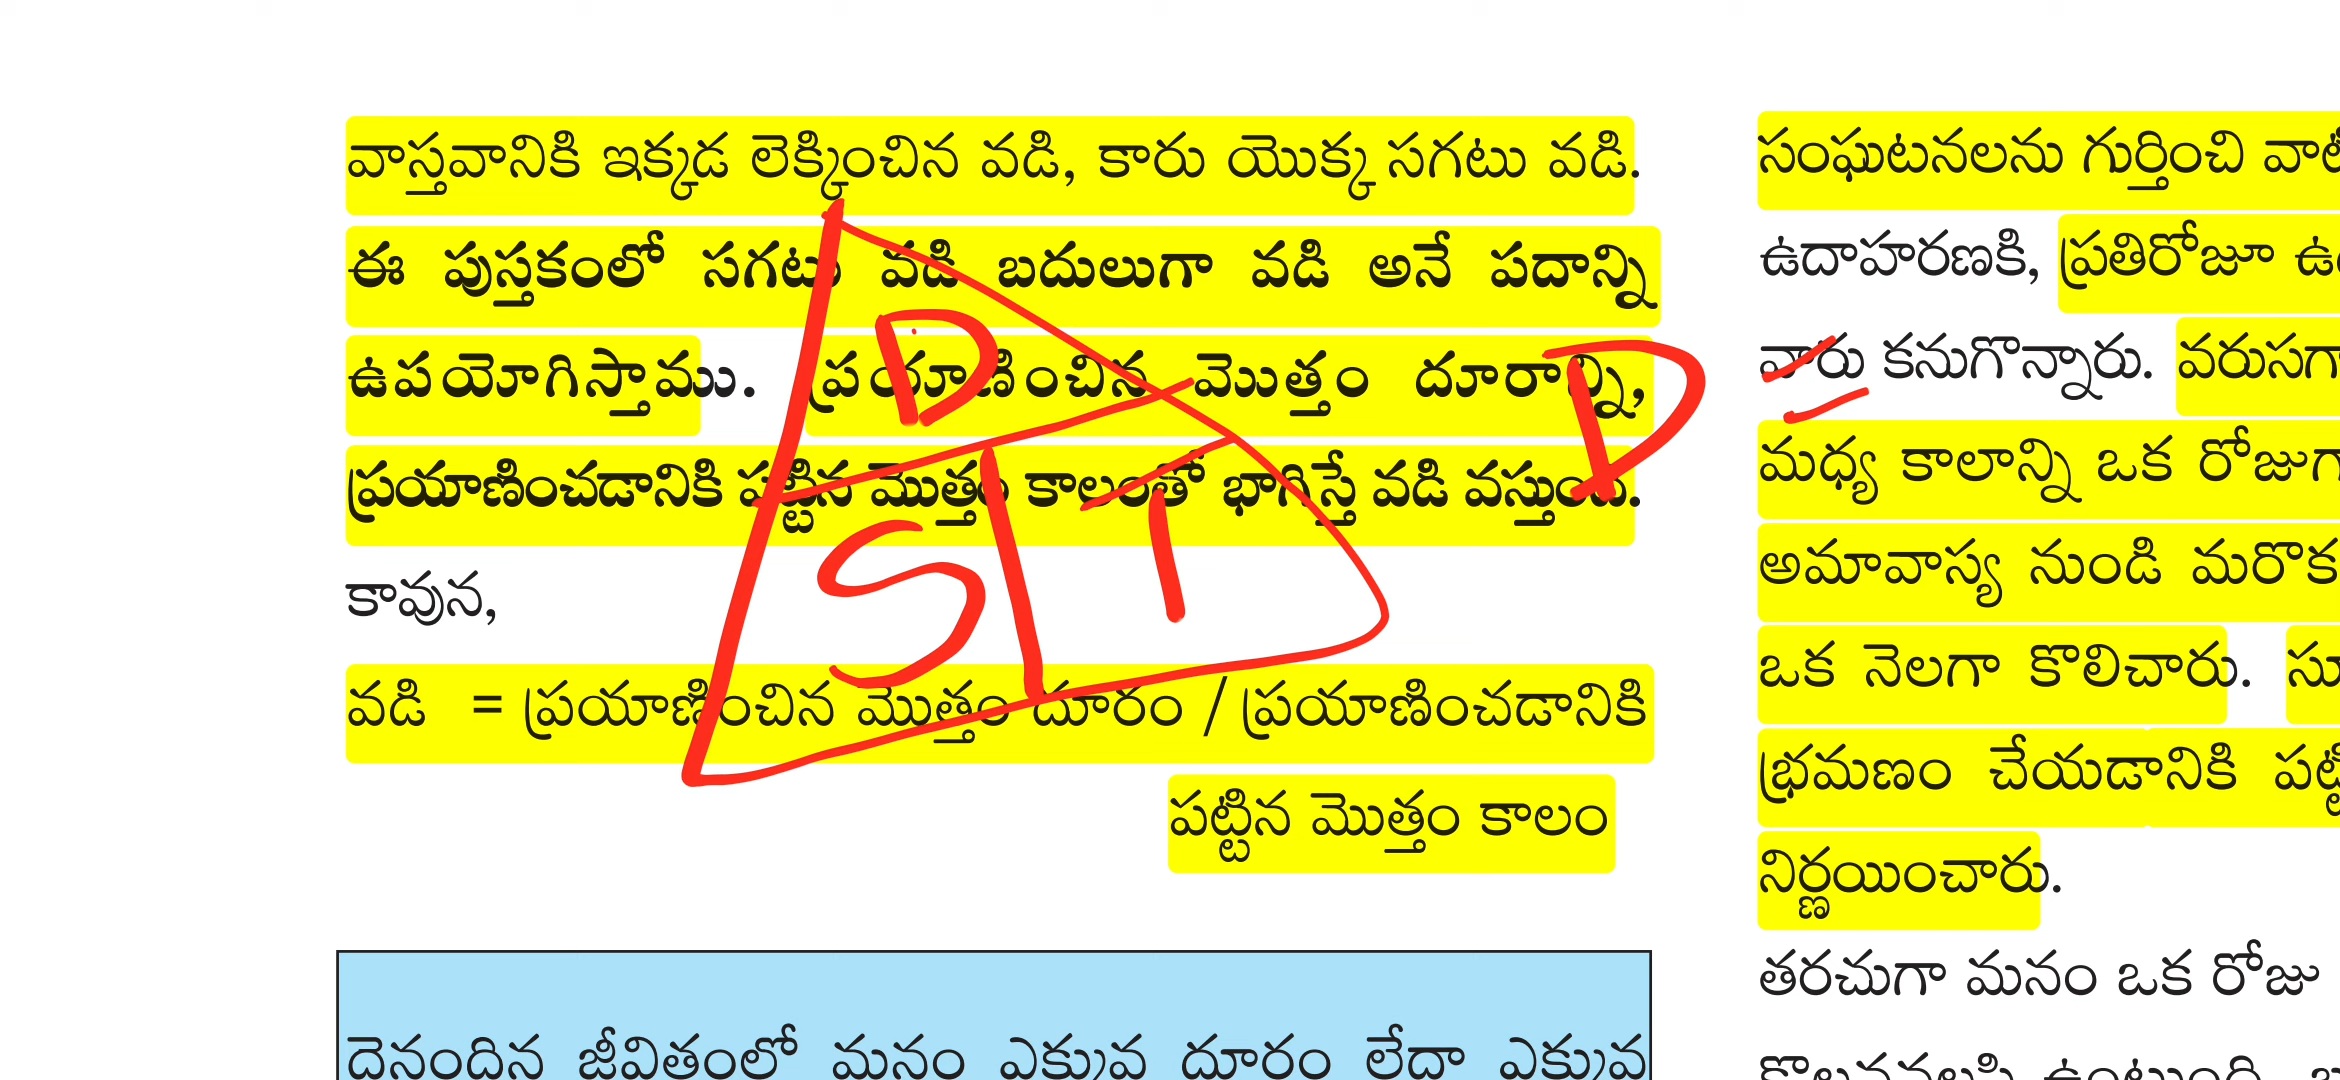 వాస్తవానికి ఇక్కడ లెక్కించిన వడి, కారు యొక్క సగటు వడి.
ఈ పుస్తకంలో సగటు వడి బదులుగా వడి అనే పదాన్ని
ఉపయోగిస్తాము. ప్రయాణించిన మొత్తం దూరాన్ని,
ప్రయాణించడానికి పట్టిన మొత్తం కాలంతో భాగిస్తే వడి వస్తుంది.
కావున,
వడి = ప్రయాణించిన మొత్తం దూరం / ప్రయాణించడానికి
పట్టిన మొత్తం కాలం
D
S T
D
దైనందిన జీవితంలో మనం ఎక్కువ దూరం లేదా ఎక్కువ
సంఘటనలను గుర్తించి
ఉదాహరణకి, ప్రతిరోజూ
వారు కనుగొన్నారు. వరుసగా
మధ్య కాలాన్ని ఒక రోజుగా
అమావాస్య నుండి మరొక
ఒక నెలగా కొలిచారు.
భ్రమణం చేయడానికి
నిర్ణయించారు.
తరచుగా మనం ఒక రోజు